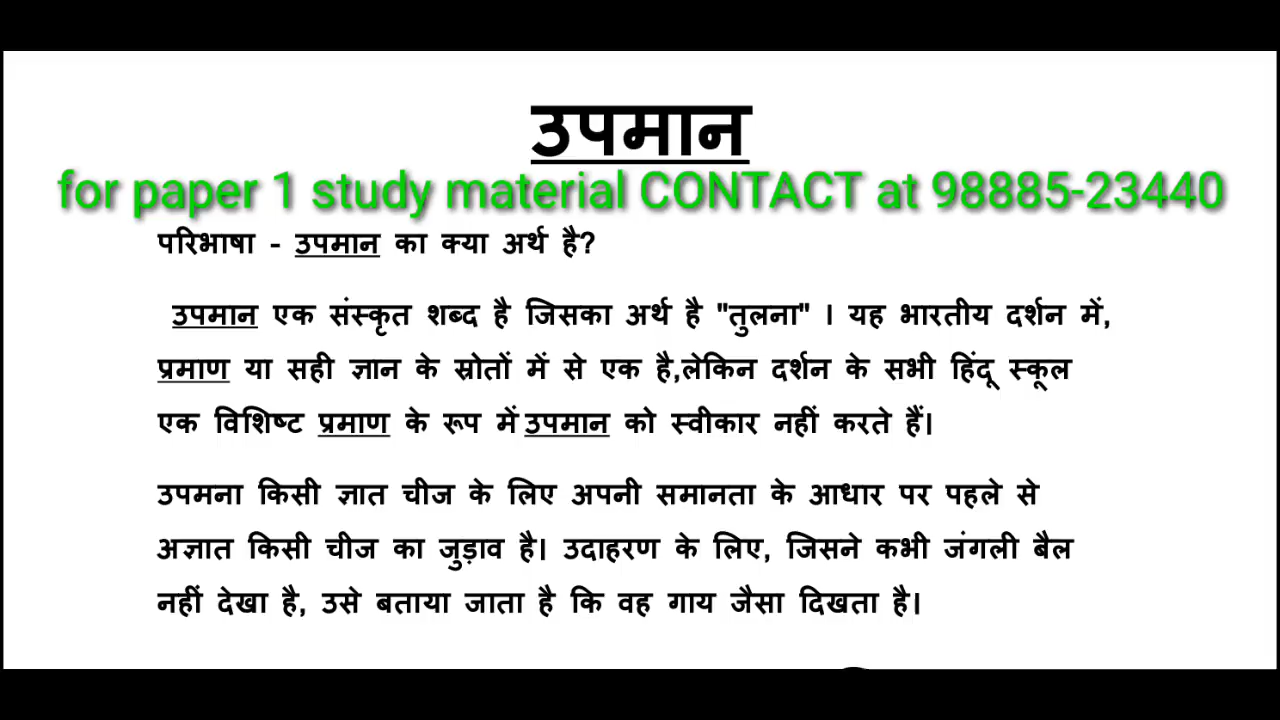 उपमान
for paper 1 study material CONTACT at 98885-23440
परिभाषा - उपमान का क्या अर्थ है?
उपमान एक संस्कृत शब्द है जिसका अर्थ है "तुलना" । यह भारतीय दर्शन में,
प्रमाण या सही ज्ञान के स्रोतों में से एक है,लेकिन दर्शन के सभी हिंदू स्कूल
एक विशिष्ट प्रमाण के रूप में उपमान को स्वीकार नहीं करते हैं।
उपमना किसी ज्ञात चीज के लिए अपनी समानता के आधार पर पहले से
अज्ञात किसी चीज का जुड़ाव है। उदाहरण के लिए, जिसने कभी जंगली बैल
नहीं देखा है, उसे बताया जाता है कि वह गाय जैसा दिखता है।